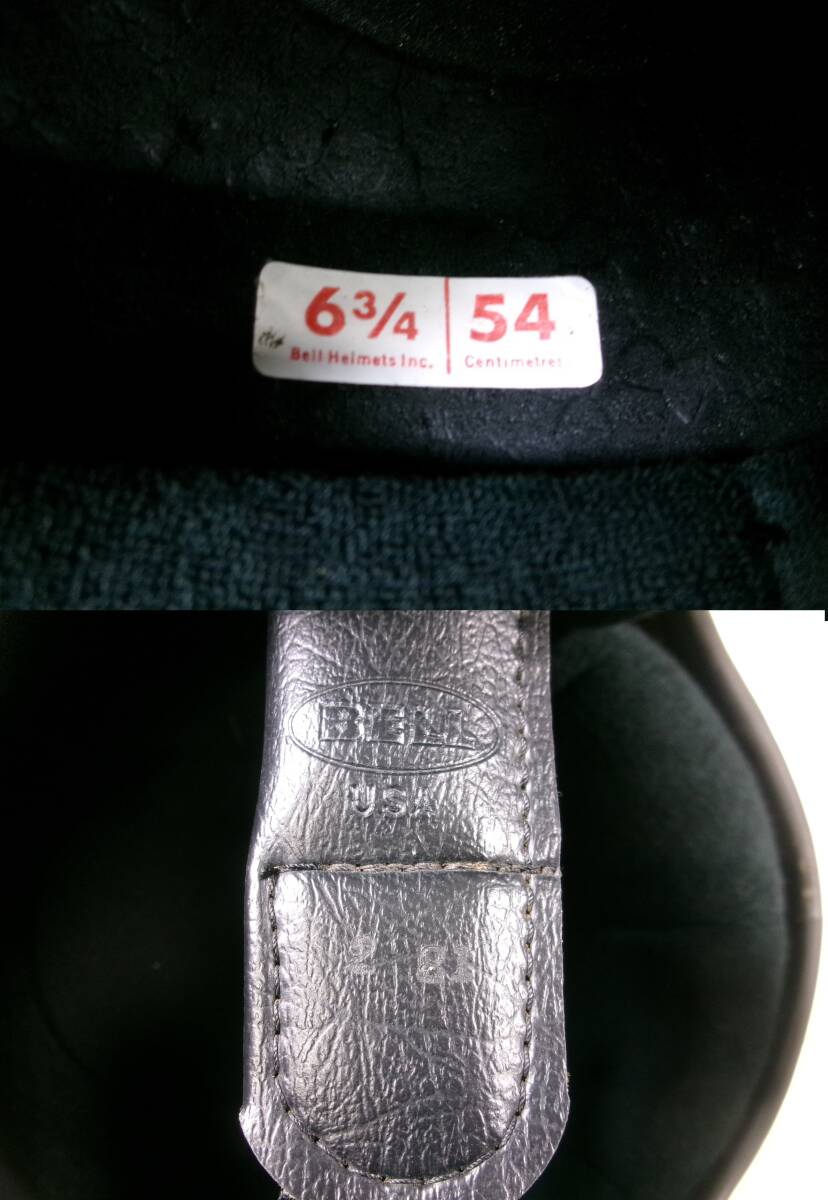 6 3/4 | 54
Bell Helmets Inc. | Centimetres
BELL
USA